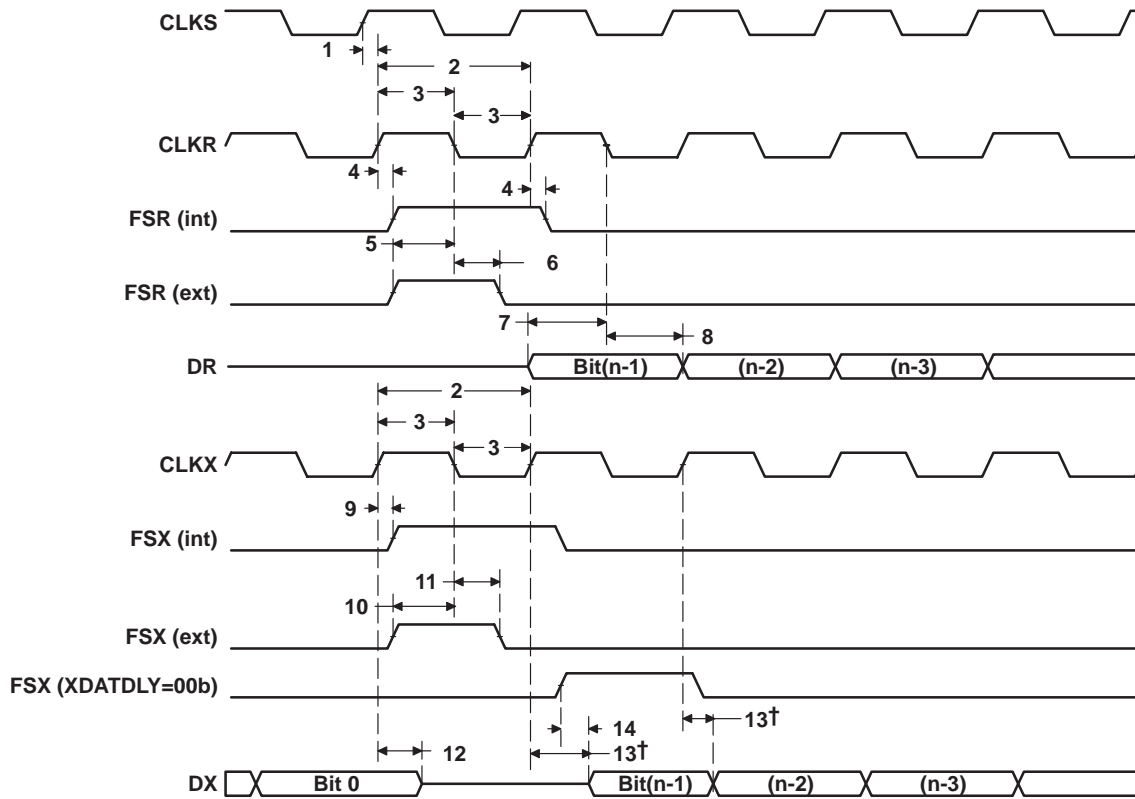 CLKS
1
2
3
3
CLKR
4
4
FSR (int)
5
6
FSR (ext)
7
8
DR
Bit(n-1)
(n-2)
(n-3)
2
3
3
CLKX
9
FSX (int)
11
10
FSX (ext)
FSX (XDATDLY=00b)
14
13†
12
13†
DX
Bit 0
Bit(n-1)
(n-2)
(n-3)